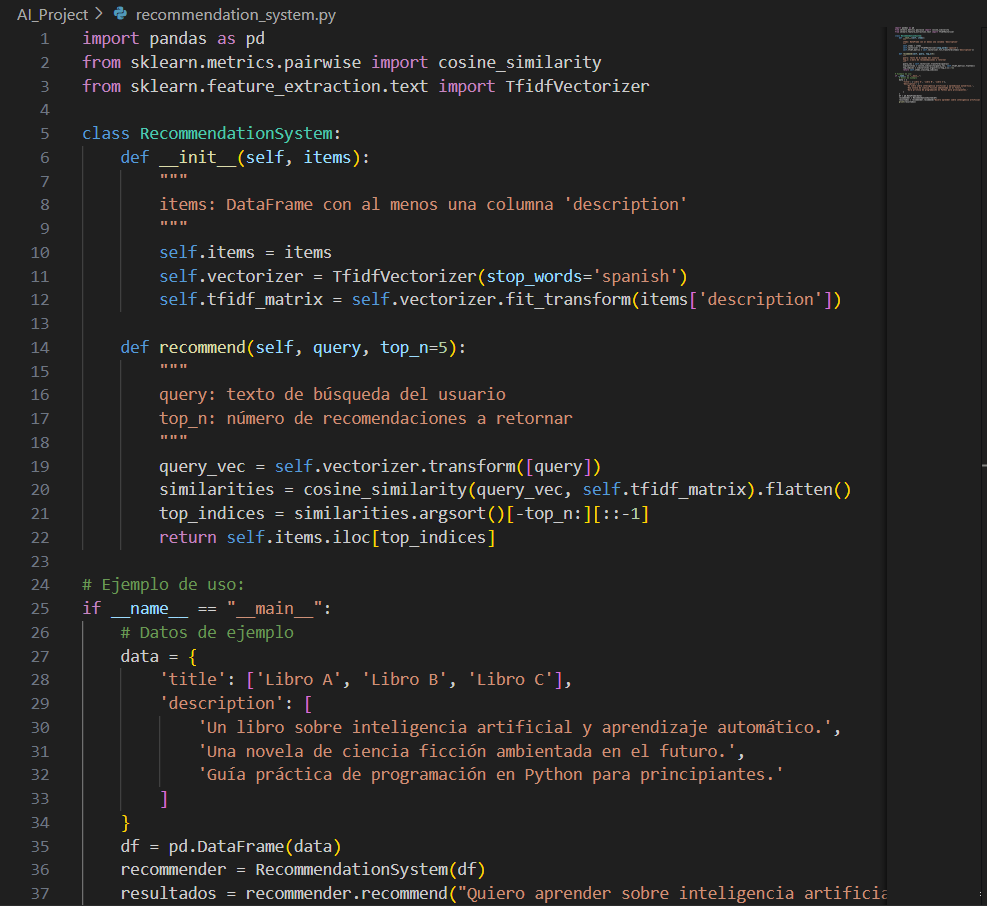 AI_Project > recommendation_system.py
1 import pandas as pd
2 from sklearn.metrics.pairwise import cosine_similarity
3 from sklearn.feature_extraction.text import TfidfVectorizer
4
5 class RecommendationSystem:
6     def __init__(self, items):
7         """
8         items: DataFrame con al menos una columna 'description'
9         """
10         self.items = items
11         self.vectorizer = TfidfVectorizer(stop_words='spanish')
12         self.tfidf_matrix = self.vectorizer.fit_transform(items['description'])
13
14     def recommend(self, query, top_n=5):
15         """
16         query: texto de búsqueda del usuario
17         top_n: número de recomendaciones a retornar
18         """
19         query_vec = self.vectorizer.transform([query])
20         similarities = cosine_similarity(query_vec, self.tfidf_matrix).flatten()
21         top_indices = similarities.argsort()[-top_n:][::-1]
22         return self.items.iloc[top_indices]
23
24 # Ejemplo de uso:
25 if __name__ == "__main__":
26     # Datos de ejemplo
27     data = {
28         'title': ['Libro A', 'Libro B', 'Libro C'],
29         'description': [
30             'Un libro sobre inteligencia artificial y aprendizaje automático.',
31             'Una novela de ciencia ficción ambientada en el futuro.',
32             'Guía práctica de programación en Python para principiantes.'
33         ]
34     }
35     df = pd.DataFrame(data)
36     recommender = RecommendationSystem(df)
37     resultados = recommender.recommend("Quiero aprender sobre inteligencia artificia